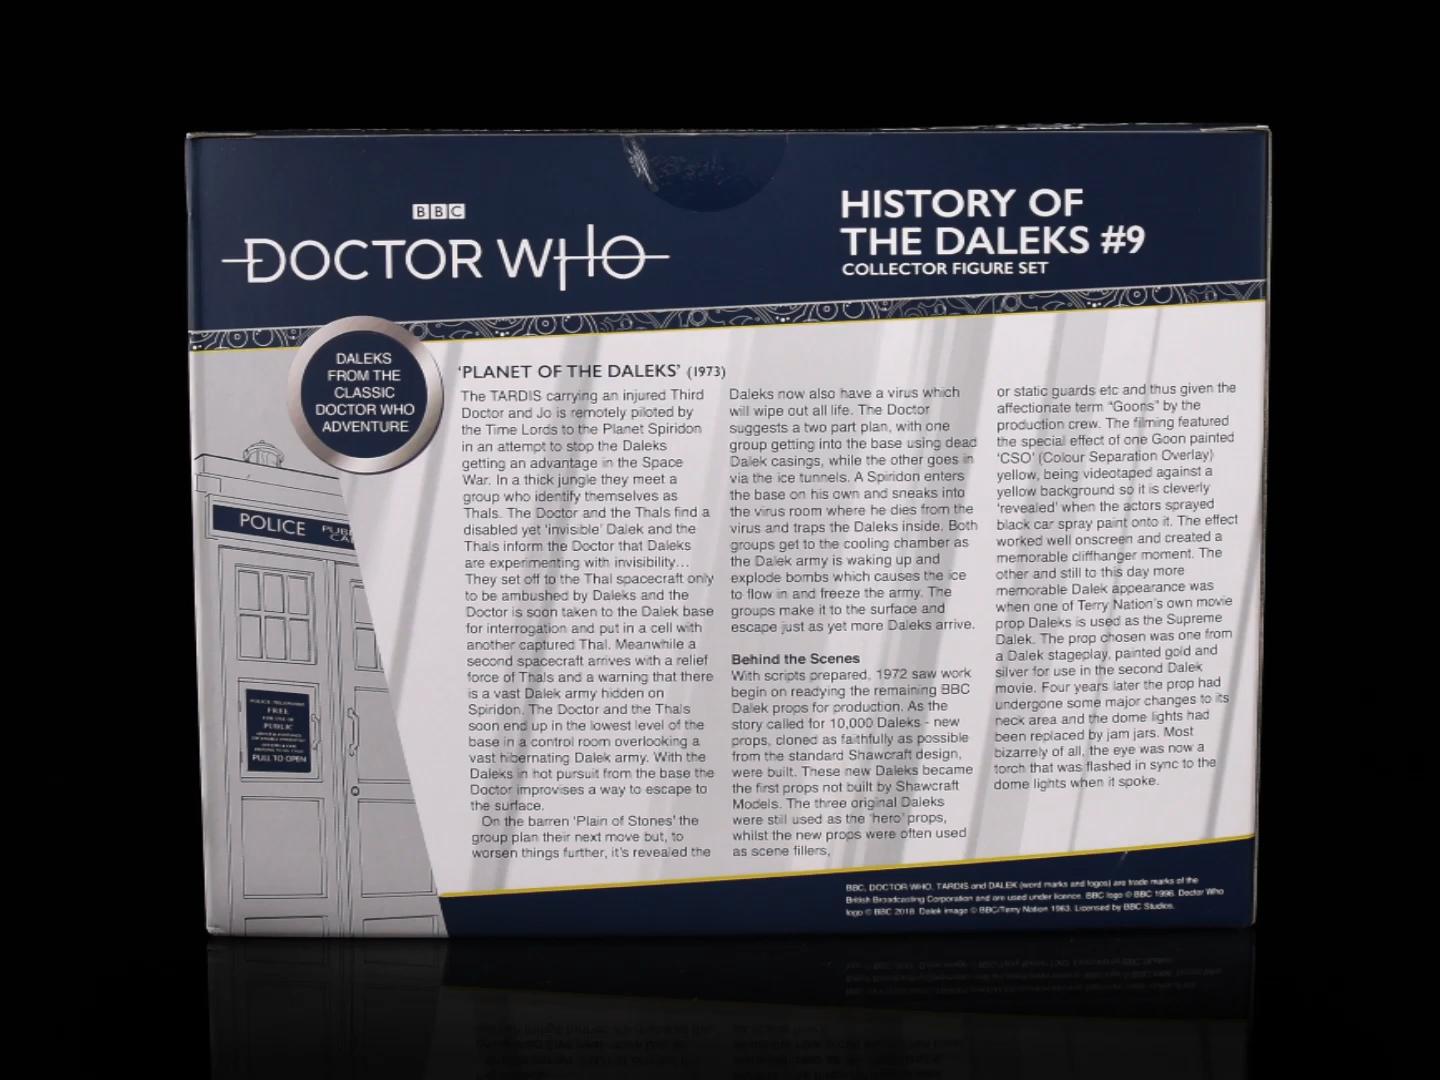 BBC
DOCTOR WHO
HISTORY OF
THE DALEKS #9
COLLECTOR FIGURE SET
DALEKS
FROM THE
CLASSIC
DOCTOR WHO
ADVENTURE
POLICE PUB
CA
POLICE TELEPHONE
FREE
FOR USE OF
PUBLIC
PULL TO OPEN
'PLANET OF THE DALEKS' (1973)
The TARDIS carrying an injured Third
Doctor and Jo is remotely piloted by
the Time Lords to the Planet Spiridon
in an attempt to stop the Daleks
getting an advantage in the Space
War. In a thick jungle they meet a
group who identify themselves as
Thals. The Doctor and the Thals find a
disabled yet 'invisible' Dalek and the
Thals inform the Doctor that Daleks
are experimenting with invisibility...
They set off to the Thal spacecraft only
to be ambushed by Daleks and the
Doctor is soon taken to the Dalek base
for interrogation and put in a cell with
another captured Thal. Meanwhile a
second spacecraft arrives with a relief
force of Thals and a warning that there
is a vast Dalek army hidden on
Spiridon. The Doctor and the Thals
soon end up in the lowest level of the
base in a control room overlooking a
vast hibernating Dalek army. With the
Daleks in hot pursuit from the base the
Doctor improvises a way to escape to
the surface.
On the barren 'Plain of Stones' the
group plan their next move but, to
worsen things further, it's revealed the
Daleks now also have a virus which
will wipe out all life. The Doctor
suggests a two part plan, with one
group getting into the base using dead
Dalek casings, while the other goes in
via the ice tunnels. A Spiridon enters
the base on his own and sneaks into
the virus room where he dies from the
virus and traps the Daleks inside. Both
groups get to the cooling chamber as
the Dalek army is waking up and
explode bombs which causes the ice
to flow in and freeze the army. The
groups make it to the surface and
escape just as yet more Daleks arrive.
Behind the Scenes
With scripts prepared, 1972 saw work
begin on readying the remaining BBC
Dalek props for production. As the
story called for 10,000 Daleks - new
props, cloned as faithfully as possible
from the standard Shawcraft design,
were built. These new Daleks became
the first props not built by Shawcraft
Models. The three original Daleks
were still used as the 'hero' props,
whilst the new props were often used
as scene fillers,
or static guards etc and thus given the
affectionate term "Goons" by the
production crew. The filming featured
the special effect of one Goon painted
'CSO' (Colour Separation Overlay)
yellow, being videotaped against a
yellow background so it is cleverly
'revealed' when the actors sprayed
black car spray paint onto it. The effect
worked well onscreen and created a
memorable cliffhanger moment. The
other and still to this day more
memorable Dalek appearance was
when one of Terry Nation's own movie
prop Daleks is used as the Supreme
Dalek. The prop chosen was one from
a Dalek stageplay, painted gold and
silver for use in the second Dalek
movie. Four years later the prop had
undergone some major changes to its
neck area and the dome lights had
been replaced by jam jars. Most
bizarrely of all, the eye was now a
torch that was flashed in sync to the
dome lights when it spoke.
BBC, DOCTOR WHO, TARDIS and DALEK (word marks and logos) are trade marks of the
British Broadcasting Corporation and are used under licence. BBC logo © BBC 1996. Doctor Who
logo © BBC 2018. Dalek image © BBC/Terry Nation 1963. Licensed by BBC Studios.